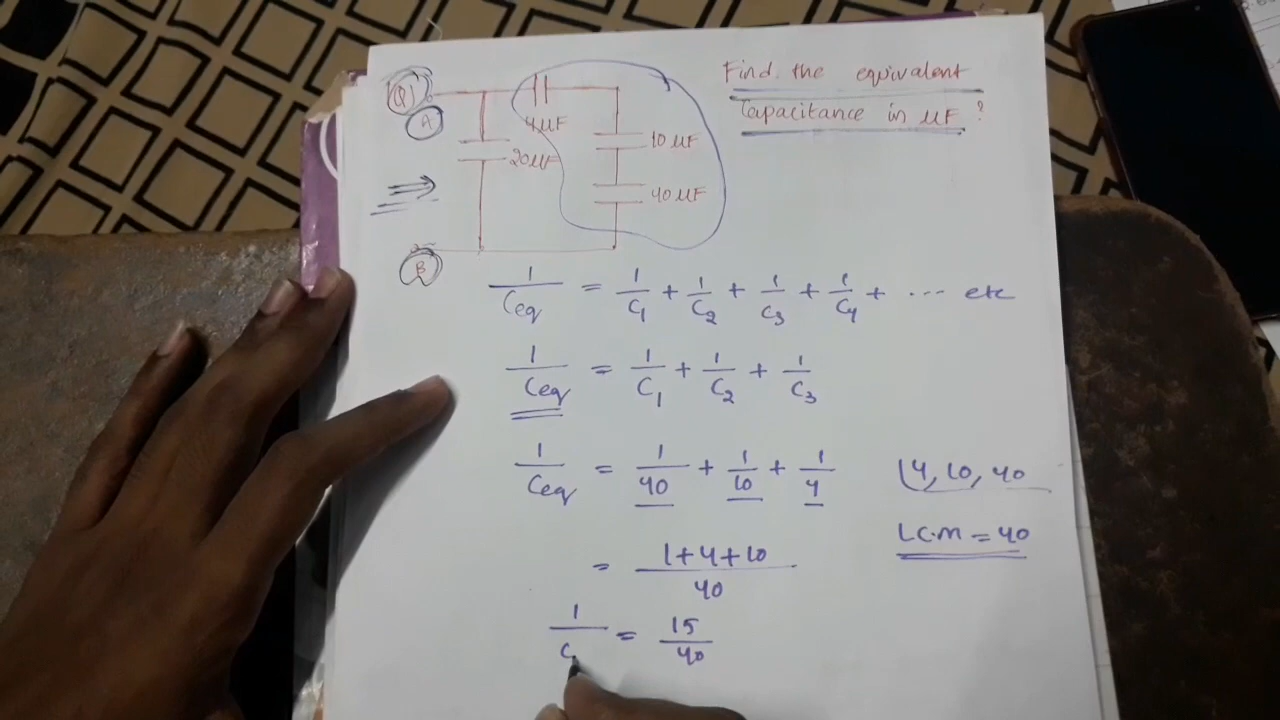 Q1
A
4μF
20μF
10 μF
40 μF
B
Find the equivalent
Capacitance in μF ?
1/Ceq = 1/C1 + 1/C2 + 1/C3 + 1/C4 + ... etc
1/Ceq = 1/C1 + 1/C2 + 1/C3
1/Ceq = 1/40 + 1/10 + 1/4
4, 10, 40
L.C.M = 40
= 1+4+10/40
1/C = 15/40